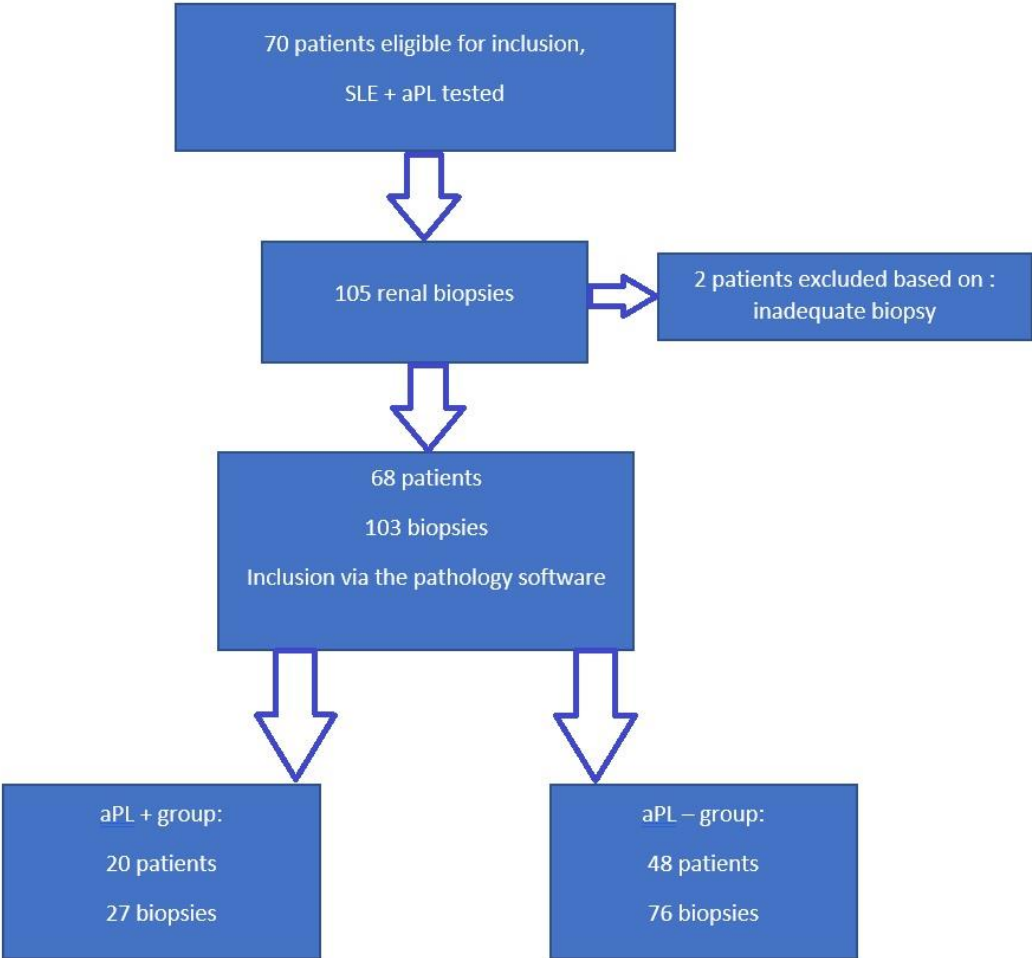 70 patients eligible for inclusion,
SLE + aPL tested
105 renal biopsies
2 patients excluded based on :
inadequate biopsy
68 patients
103 biopsies
Inclusion via the pathology software
aPL + group:
20 patients
27 biopsies
aPL – group:
48 patients
76 biopsies